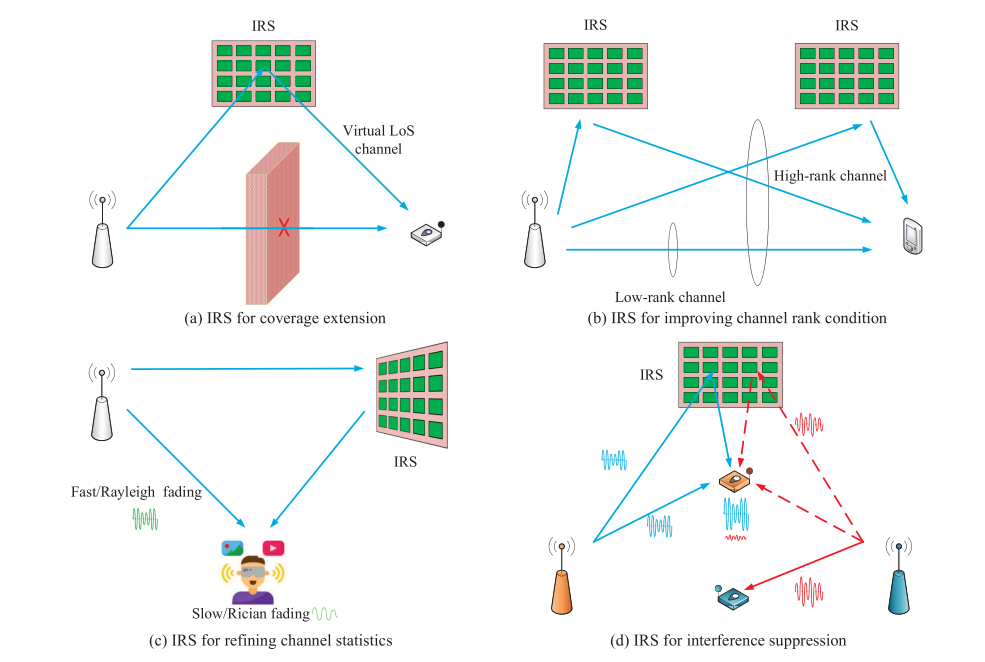 IRS
Virtual LoS
channel
(a) IRS for coverage extension
IRS
IRS
High-rank channel
Low-rank channel
(b) IRS for improving channel rank condition
IRS
Fast/Rayleigh fading
Slow/Rician fading
(c) IRS for refining channel statistics
IRS
(d) IRS for interference suppression